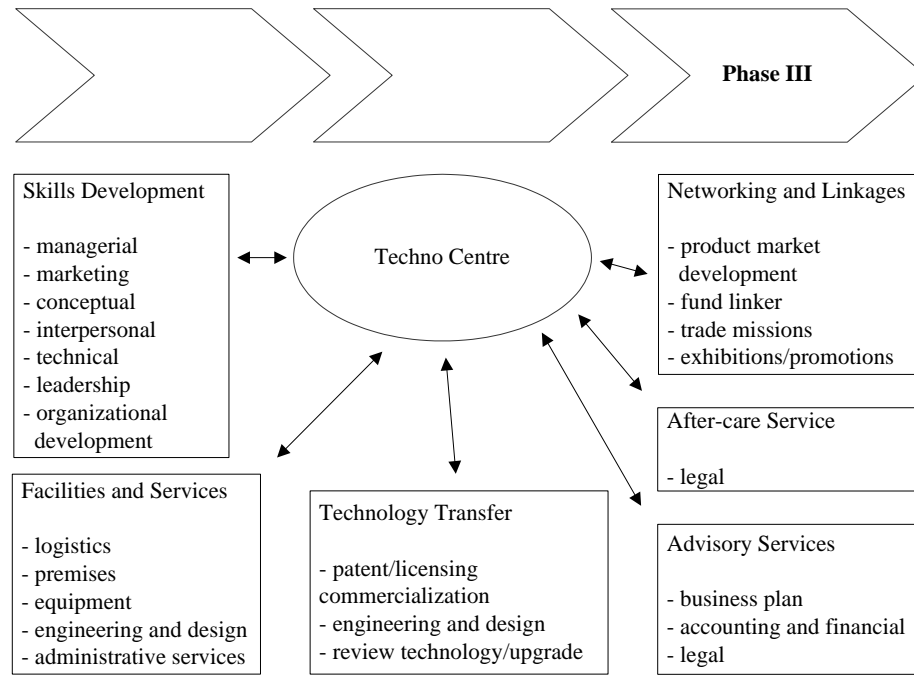 Phase III
Skills Development
- managerial
- marketing
- conceptual
- interpersonal
- technical
- leadership
- organizational
development
Techno Centre
Networking and Linkages
- product market
development
- fund linker
- trade missions
- exhibitions/promotions
After-care Service
- legal
Facilities and Services
- logistics
- premises
- equipment
- engineering and design
- administrative services
Technology Transfer
- patent/licensing
commercialization
- engineering and design
- review technology/upgrade
Advisory Services
- business plan
- accounting and financial
- legal